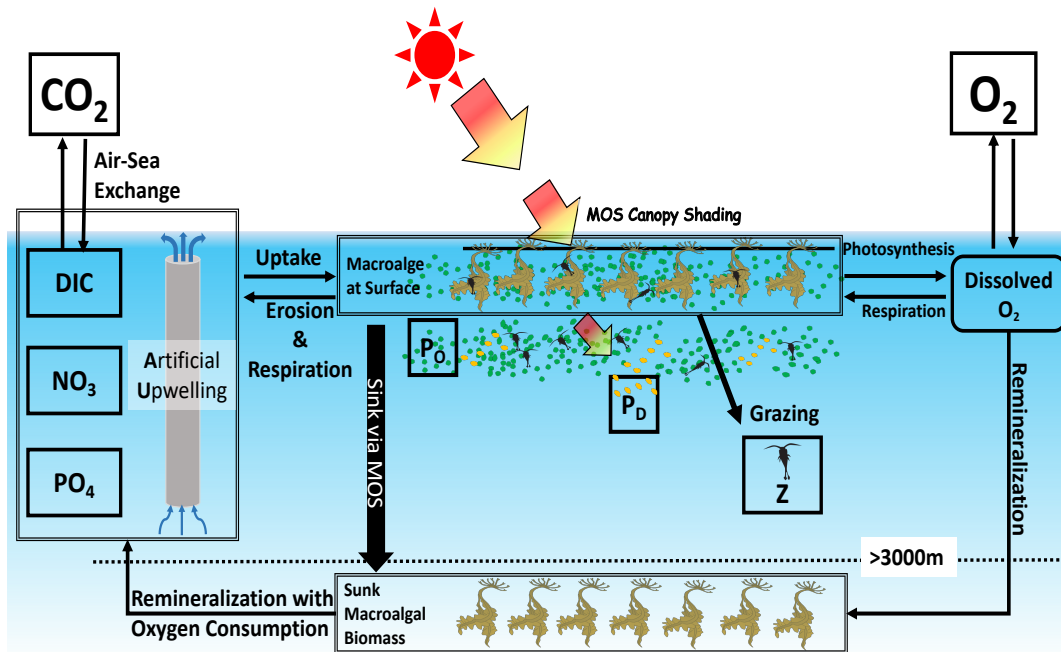 CO2
O2
Air-Sea
Exchange
MOS Canopy Shading
DIC
NO3
PO4
Artificial
Upwelling
Uptake
Erosion
&
Respiration
Macroalge
at Surface
Photosynthesis
Respiration
Dissolved
O2
PO
PD
Grazing
Z
Sink via MOS
Remineralization
>3000m
Remineralization with
Oxygen Consumption
Sunk
Macroalgal
Biomass